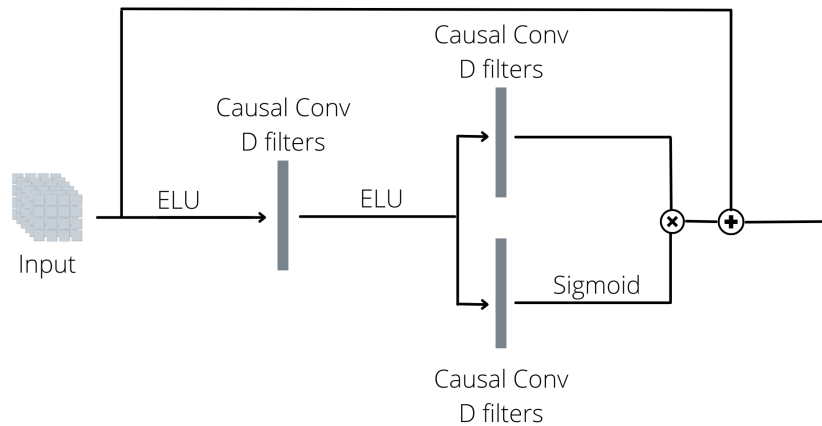 Causal Conv
D filters
Causal Conv
D filters
ELU
ELU
Input
Sigmoid
Causal Conv
D filters